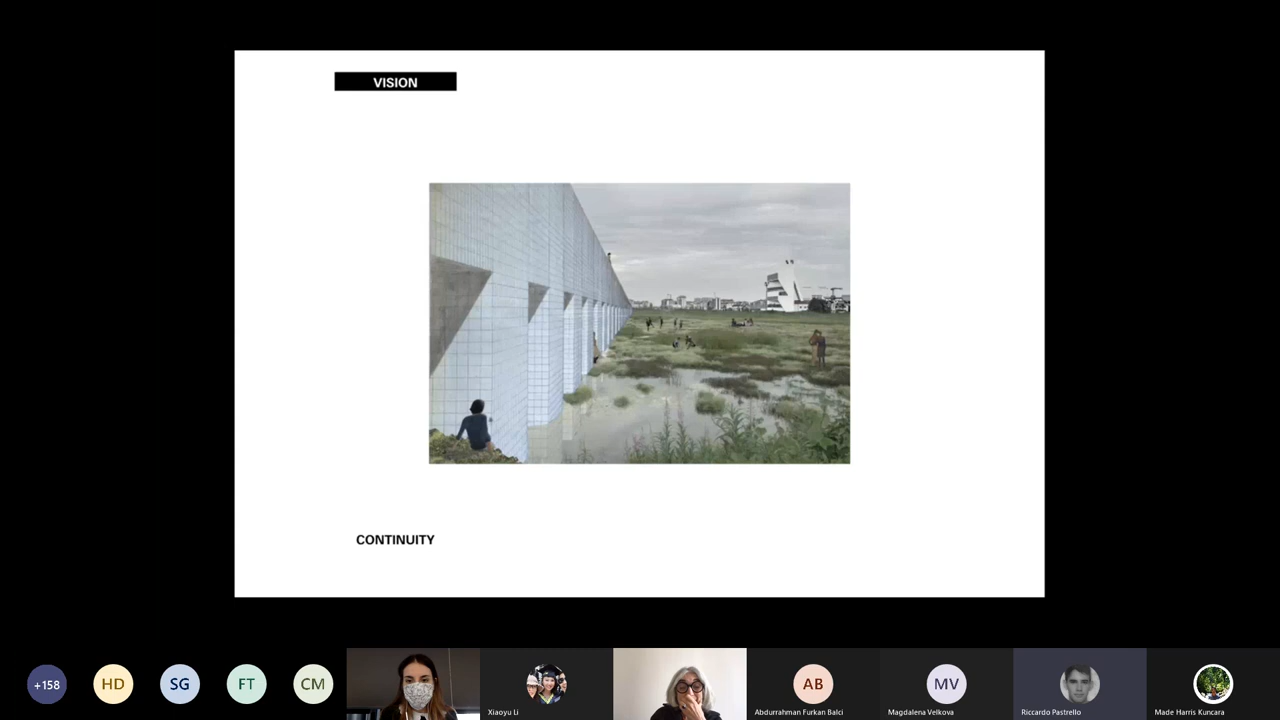 VISION
CONTINUITY
+158
HD
SG
FT
CM
Xiaoyu Li
AB
Abdurrahman Furkan Balci
MV
Magdalena Velkova
Riccardo Pastrello
Made Harris Kuncara